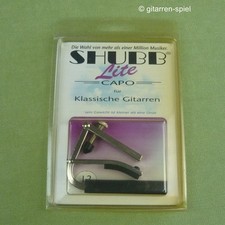 © gitarren-spiel
Die Wahl von mehr als einer Million Musiker.
SHUBB
Lite
CAPO
für
Klassische Gitarren